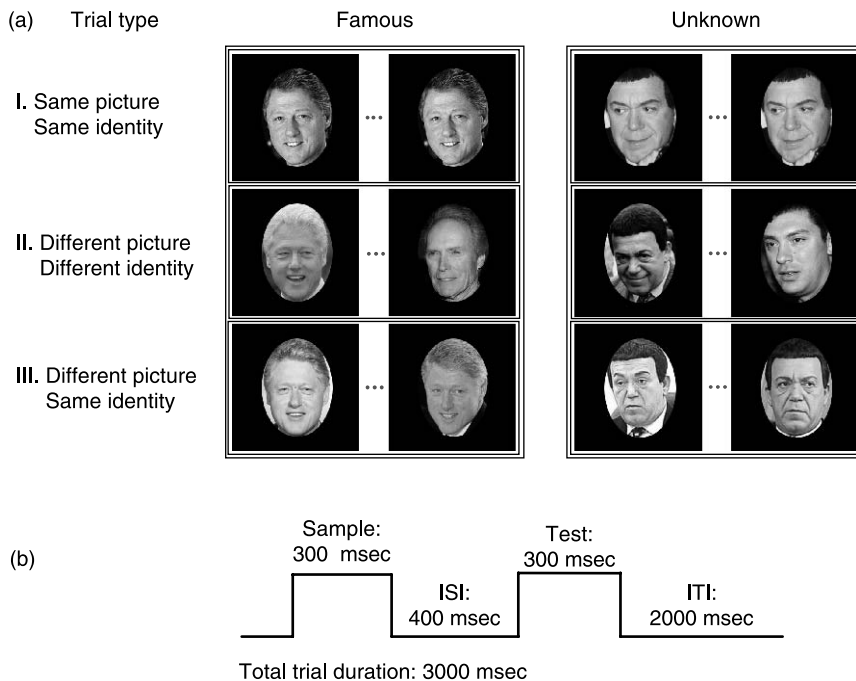 (a) Trial type Famous Unknown
I. Same picture
Same identity
...
...
II. Different picture
Different identity
...
...
III. Different picture
Same identity
...
...
(b)
Sample:
300 msec
ISI:
400 msec
Test:
300 msec
ITI:
2000 msec
Total trial duration: 3000 msec